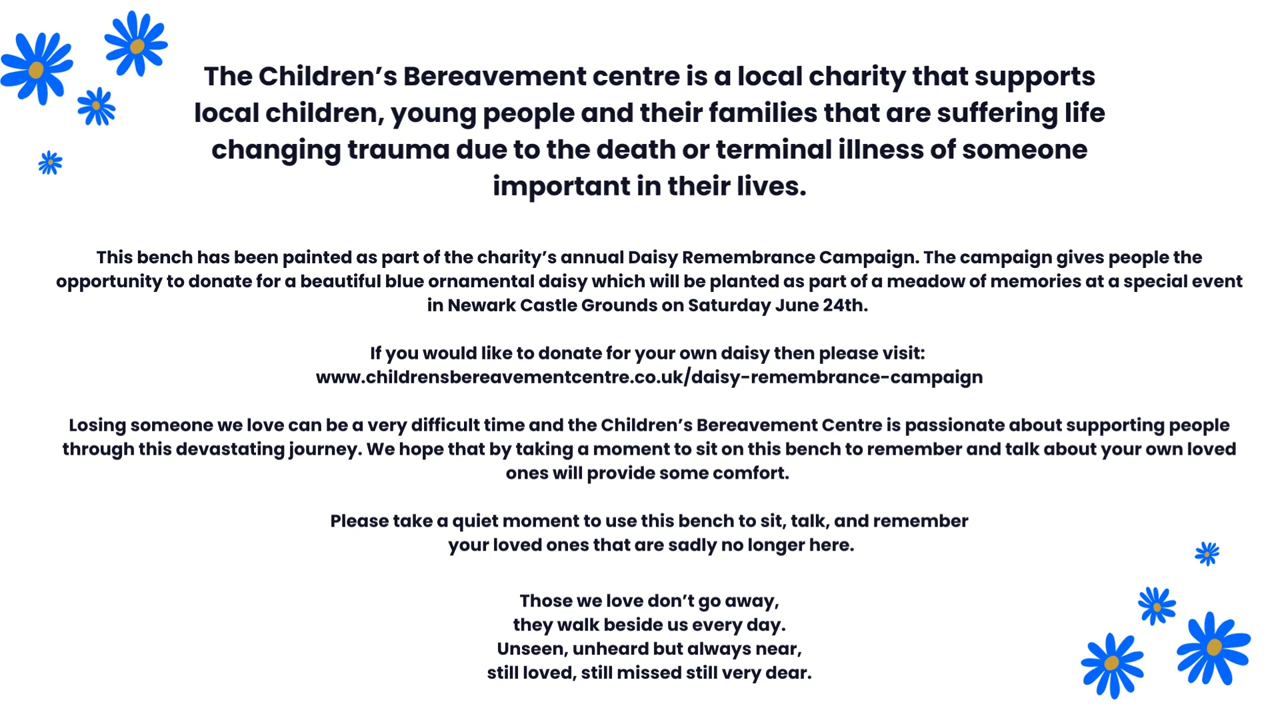 The Children’s Bereavement centre is a local charity that supports
local children, young people and their families that are suffering life
changing trauma due to the death or terminal illness of someone
important in their lives.
This bench has been painted as part of the charity’s annual Daisy Remembrance Campaign. The campaign gives people the
opportunity to donate for a beautiful blue ornamental daisy which will be planted as part of a meadow of memories at a special event
in Newark Castle Grounds on Saturday June 24th.
If you would like to donate for your own daisy then please visit:
www.childrensbereavementcentre.co.uk/daisy-remembrance-campaign
Losing someone we love can be a very difficult time and the Children’s Bereavement Centre is passionate about supporting people
through this devastating journey. We hope that by taking a moment to sit on this bench to remember and talk about your own loved
ones will provide some comfort.
Please take a quiet moment to use this bench to sit, talk, and remember
your loved ones that are sadly no longer here.
Those we love don’t go away,
they walk beside us every day.
Unseen, unheard but always near,
still loved, still missed still very dear.